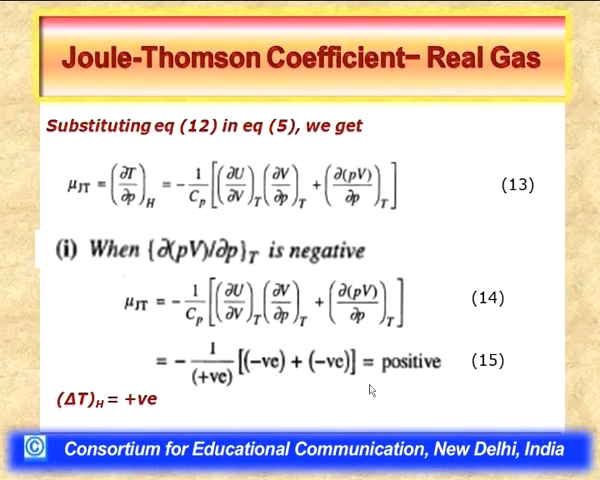 Joule-Thomson Coefficient− Real Gas
Substituting eq (12) in eq (5), we get
μJT = (∂T/∂p)H = − 1/Cp [(∂U/∂V)T (∂V/∂p)T + (∂(pV)/∂p)T] (13)
(i) When {∂(pV)/∂p}T is negative
μJT = − 1/Cp [(∂U/∂V)T (∂V/∂p)T + (∂(pV)/∂p)T] (14)
= − 1/(+ve) [(−ve) + (−ve)] = positive (15)
(ΔT)H = +ve
© Consortium for Educational Communication, New Delhi, India